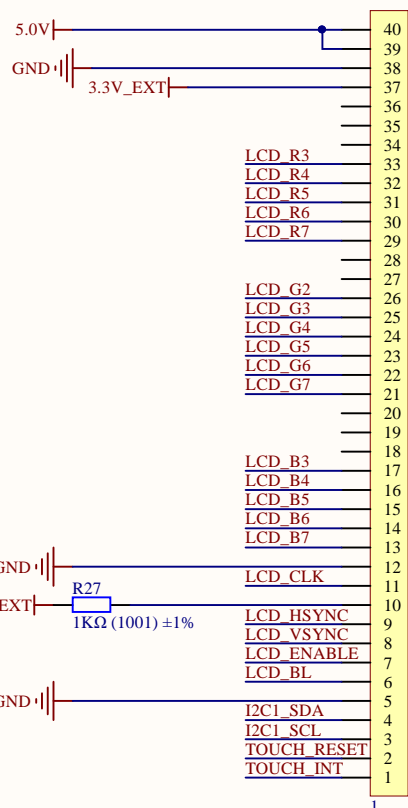 5.0V 40
39
GND 38
3.3V_EXT 37
36
35
34
LCD_R3 33
LCD_R4 32
LCD_R5 31
LCD_R6 30
LCD_R7 29
28
27
LCD_G2 26
LCD_G3 25
LCD_G4 24
LCD_G5 23
LCD_G6 22
LCD_G7 21
20
19
18
LCD_B3 17
LCD_B4 16
LCD_B5 15
LCD_B6 14
LCD_B7 13
GND 12
LCD_CLK 11
R27
EXT 10
1KΩ (1001) ±1%
LCD_HSYNC 9
LCD_VSYNC 8
LCD_ENABLE 7
LCD_BL 6
GND 5
I2C1_SDA 4
I2C1_SCL 3
TOUCH_RESET 2
TOUCH_INT 1
1